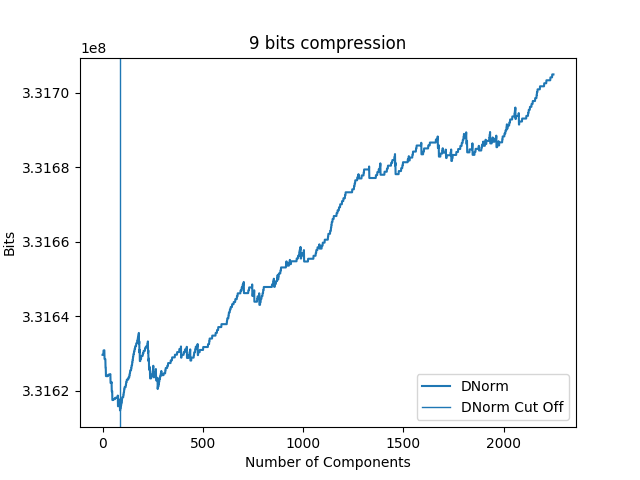 9 bits compression
1e8
3.3170
3.3168
3.3166
3.3164
3.3162
Bits
0 500 1000 1500 2000
Number of Components
DNorm
DNorm Cut Off